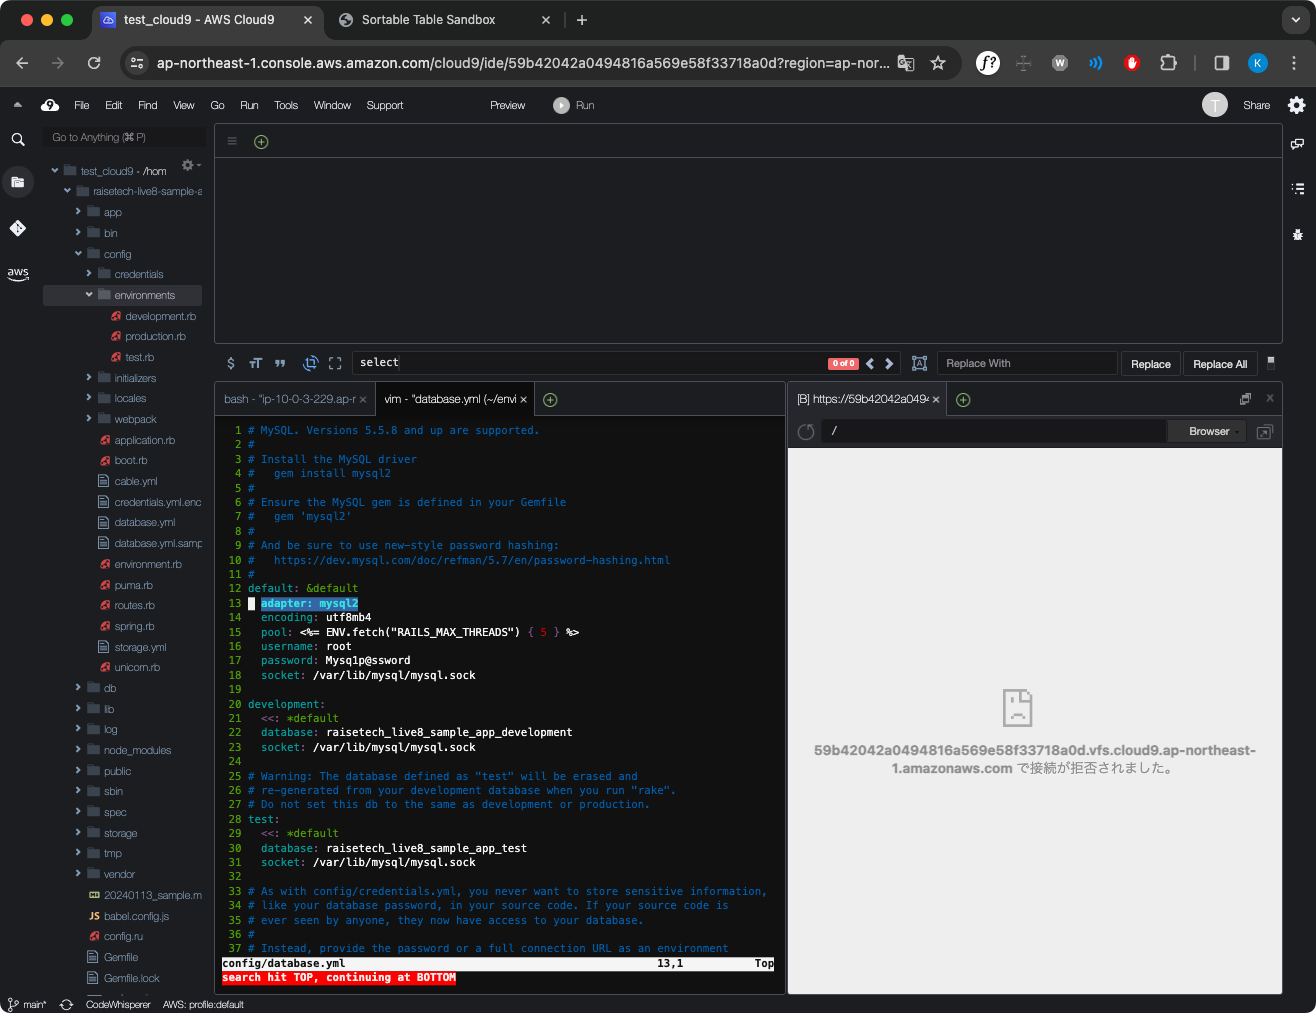 test_cloud9 - AWS Cloud9
Sortable Table Sandbox
ap-northeast-1.console.aws.amazon.com/cloud9/ide/59b42042a0494816a569e58f33718a0d?region=ap-nor...
f?
W
K
9
File Edit Find View Go Run Tools Window Support Preview Run
T
Share
Go to Anything (⌘ P)
test_cloud9 - /hom
raisetech-live8-sample-a
app
bin
config
credentials
environments
development.rb
production.rb
test.rb
initializers
locales
webpack
application.rb
boot.rb
cable.yml
credentials.yml.enc
database.yml
database.yml.samp
environment.rb
puma.rb
routes.rb
spring.rb
storage.yml
unicorn.rb
db
lib
log
node_modules
public
sbin
spec
storage
tmp
vendor
20240113_sample.m
JS babel.config.js
config.ru
Gemfile
Gemfile.lock
aws
select
0 of 0
Replace With
Replace
Replace All
bash - "ip-10-0-3-229.ap-r
vim - "database.yml (~/envi
1 # MySQL. Versions 5.5.8 and up are supported.
2 #
3 # Install the MySQL driver
4 #   gem install mysql2
5 #
6 # Ensure the MySQL gem is defined in your Gemfile
7 #   gem 'mysql2'
8 #
9 # And be sure to use new-style password hashing:
10 #   https://dev.mysql.com/doc/refman/5.7/en/password-hashing.html
11 #
12 default: &default
13   adapter: mysql2
14   encoding: utf8mb4
15   pool: <%= ENV.fetch("RAILS_MAX_THREADS") { 5 } %>
16   username: root
17   password: Mysq1p@ssword
18   socket: /var/lib/mysql/mysql.sock
19
20 development:
21   <<: *default
22   database: raisetech_live8_sample_app_development
23   socket: /var/lib/mysql/mysql.sock
24
25 # Warning: The database defined as "test" will be erased and
26 # re-generated from your development database when you run "rake".
27 # Do not set this db to the same as development or production.
28 test:
29   <<: *default
30   database: raisetech_live8_sample_app_test
31   socket: /var/lib/mysql/mysql.sock
32
33 # As with config/credentials.yml, you never want to store sensitive information,
34 # like your database password, in your source code. If your source code is
35 # ever seen by anyone, they now have access to your database.
36 #
37 # Instead, provide the password or a full connection URL as an environment
config/database.yml 13,1 Top
search hit TOP, continuing at BOTTOM
[B] https://59b42042a0494
/
Browser
59b42042a0494816a569e58f33718a0d.vfs.cloud9.ap-northeast-
1.amazonaws.com で接続が拒否されました。
main* CodeWhisperer AWS: profile:default